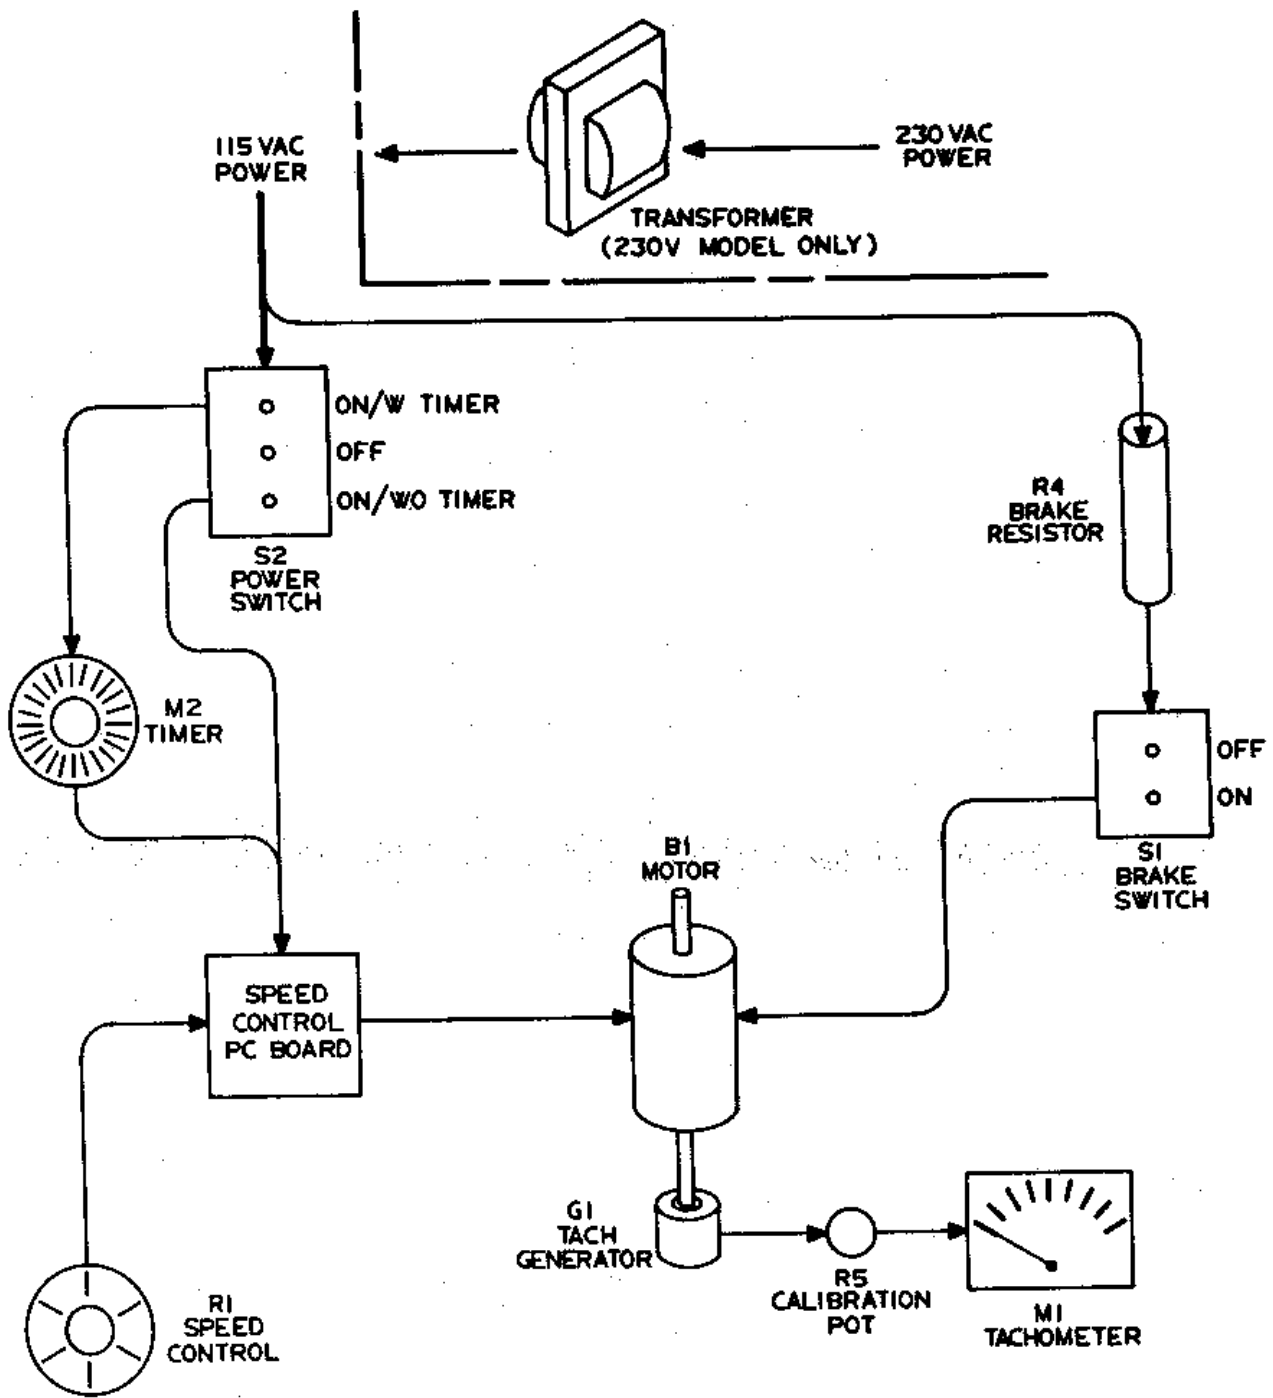 115 VAC
POWER
230 VAC
POWER
TRANSFORMER
(230V MODEL ONLY)
ON/W TIMER
OFF
ON/WO TIMER
S2
POWER
SWITCH
R4
BRAKE
RESISTOR
M2
TIMER
OFF
ON
S1
BRAKE
SWITCH
B1
MOTOR
SPEED
CONTROL
PC BOARD
G1
TACH
GENERATOR
R5
CALIBRATION
POT
M1
TACHOMETER
R1
SPEED
CONTROL